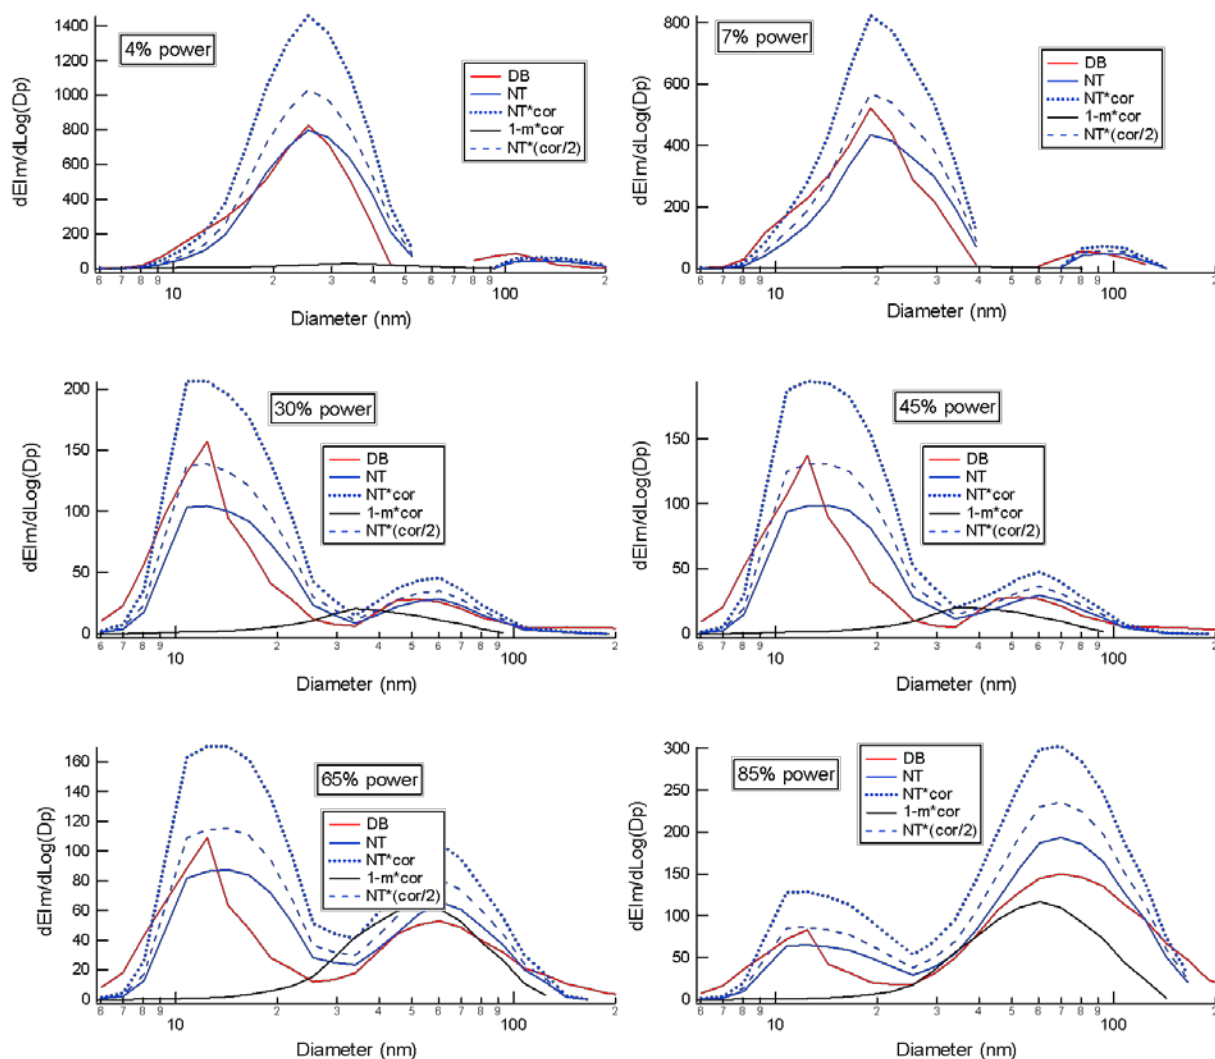 4% power
DB
NT
NT*cor
1-m*cor
NT*(cor/2)
dEIm/dLog(Dp)
1400
1200
1000
800
600
400
200
0
6 7 8 9 10 2 3 4 5 6 7 8 9 100 2
Diameter (nm)
7% power
DB
NT
NT*cor
1-m*cor
NT*(cor/2)
dEIm/dLog(Dp)
800
600
400
200
0
6 7 8 9 10 2 3 4 5 6 7 8 9 100 2
Diameter (nm)
30% power
DB
NT
NT*cor
1-m*cor
NT*(cor/2)
dEIm/dLog(Dp)
200
150
100
50
0
6 7 8 9 10 2 3 4 5 6 7 8 9 100 2
Diameter (nm)
45% power
DB
NT
NT*cor
1-m*cor
NT*(cor/2)
dEIm/dLog(Dp)
150
100
50
0
6 7 8 9 10 2 3 4 5 6 7 8 9 100 2
Diameter (nm)
65% power
DB
NT
NT*cor
1-m*cor
NT*(cor/2)
dEIm/dLog(Dp)
160
140
120
100
80
60
40
20
0
6 7 8 9 10 2 3 4 5 6 7 8 9 100 2
Diameter (nm)
85% power
DB
NT
NT*cor
1-m*cor
NT*(cor/2)
dEIm/dLog(Dp)
300
250
200
150
100
50
0
6 7 8 9 10 2 3 4 5 6 7 8 9 100 2
Diameter (nm)